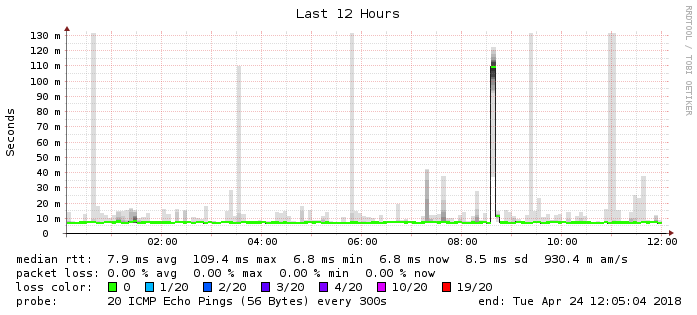 Last 12 Hours
RRDTOOL / TOBI OETIKER
Seconds
130 m
120 m
110 m
100 m
90 m
80 m
70 m
60 m
50 m
40 m
30 m
20 m
10 m
0
02:00 04:00 06:00 08:00 10:00 12:00
median rtt: 7.9 ms avg 109.4 ms max 6.8 ms min 6.8 ms now 8.5 ms sd 930.4 m am/s
packet loss: 0.00 % avg 0.00 % max 0.00 % min 0.00 % now
loss color: 0 1/20 2/20 3/20 4/20 10/20 19/20
probe: 20 ICMP Echo Pings (56 Bytes) every 300s end: Tue Apr 24 12:05:04 2018